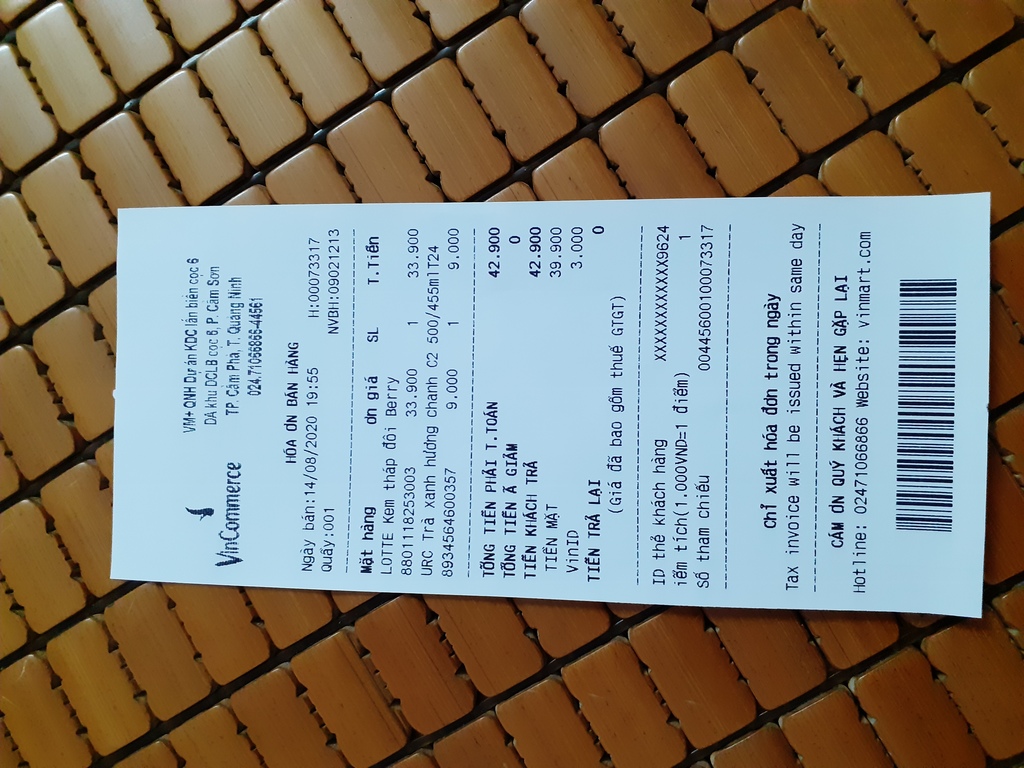 VinCommerce
VM+ QNH Dự án KDC lấn biển cọc 6
DA khu DCLB cọc 6, P. Cẩm Sơn
TP. Cẩm Phả, T. Quảng Ninh
024.71066866-44561
HÓA ĐƠN BÁN HÀNG
Ngày bán:14/08/2020 19:55 H:00073317
Quầy:001 NVBH:09021213
Mặt hàng đơn giá SL T.Tiền
LOTTE Kem tháp đôi Berry
8801118253003 33.900 1 33.900
URC Trà xanh hương chanh C2 500/455mlT24
8934564600357 9.000 1 9.000
TỔNG TIỀN PHẢI T.TOÁN 42.900
TỔNG TIỀN Ã GIẢM 0
TIỀN KHÁCH TRẢ 42.900
TIỀN MẶT 39.900
VinID 3.000
TIỀN TRẢ LẠI 0
(Giá đã bao gồm thuế GTGT)
ID thẻ khách hàng XXXXXXXXXXXX9624
iểm tích(1.000VND=1 điểm) 1
Số tham chiếu 00445600100073317
Chỉ xuất hóa đơn trong ngày
Tax invoice will be issued within same day
CẢM ƠN QUÝ KHÁCH VÀ HẸN GẶP LẠI
Hotline: 02471066866 Website: vinmart.com